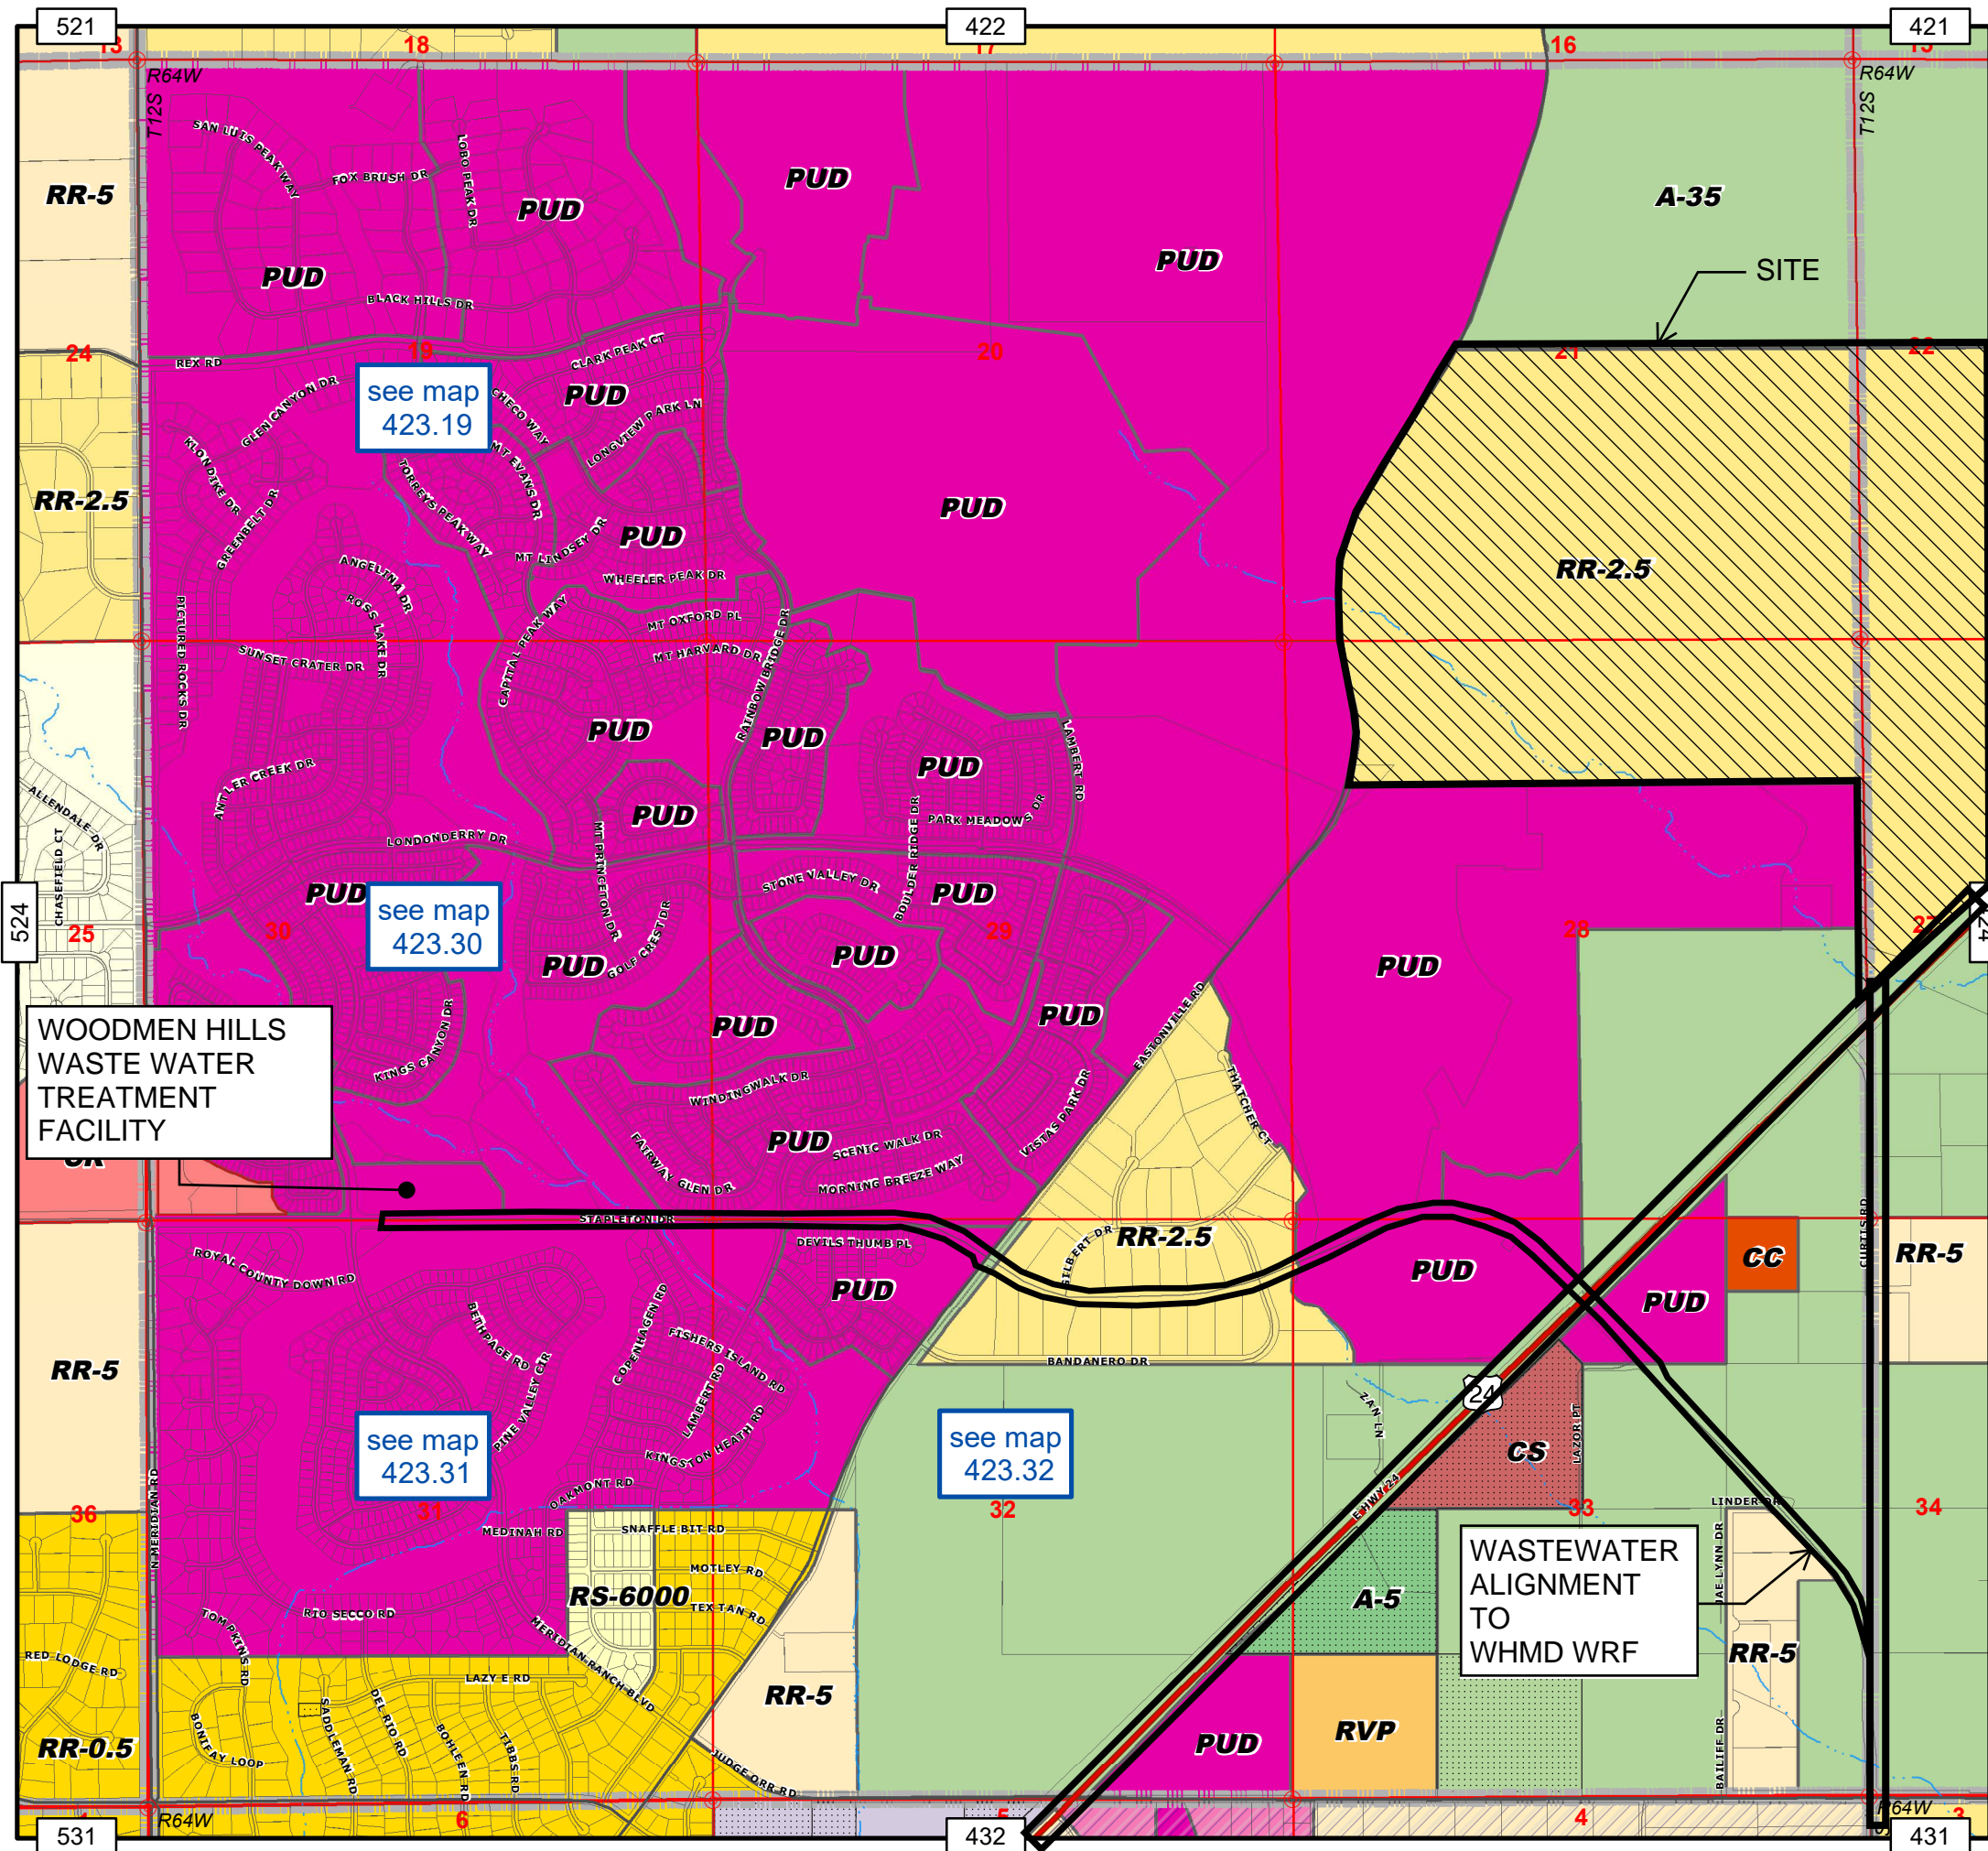 521
422
421
13
18
17
16
15
R64W
R64W
T12S
T12S
SAN LUIS PEAK WAY
FOX BRUSH DR
LOBO PEAK DR
PUD
PUD
PUD
PUD
RR-5
A-35
SITE
BLACK HILLS DR
REX RD
24
19
20
21
22
CLARK PEAK CT
see map
423.19
CHECO WAY
PUD
LONGVIEW PARK LN
GLEN CANYON DR
KLONDIKE DR
GREENBELT DR
TORREYS PEAK WAY
MT EVANS DR
RR-2.5
PUD
PUD
MT LINDSEY DR
WHEELER PEAK DR
RR-2.5
ANGELINA DR
ROSS LAKE DR
PICTURED ROCKS DR
SUNSET CRATER DR
CAPITAL PEAK WAY
MT OXFORD PL
MT HARVARD DR
RAINBOW BRIDGE DR
PUD
PUD
PUD
LAMBERT RD
ANTLER CREEK DR
PUD
PARK MEADOWS DR
BOULDER RIDGE DR
ALLENDALE DR
CHASEFIELD CT
LONDONDERRY DR
MT PRINCETON DR
STONE VALLEY DR
PUD
PUD
see map
423.30
524
25
30
29
28
27
24
PUD
GOLF CREST DR
PUD
PUD
PUD
PUD
EASTONVILLE RD
KINGS CANYON DR
WOODMEN HILLS
WASTE WATER
TREATMENT
FACILITY
WINDINGWALK DR
THATCHER CT
VISTAS PARK DR
PUD
SCENIC WALK DR
FAIRWAY GLEN DR
MORNING BREEZE WAY
STAPLETON DR
DEVILS THUMB PL
GILBERT DR
RR-2.5
PUD
PUD
PUD
CC
RR-5
CURTIS RD
ROYAL COUNTY DOWN RD
BETHPAGE RD
COPENHAGEN RD
FISHERS ISLAND RD
PINE VALLEY CIR
LAMBERT RD
KINGSTON HEATH RD
BANDANERO DR
RR-5
24
ZAN LN
LAZOR PT
CS
see map
423.31
see map
423.32
E HWY 24
OAKMONT RD
36
31
32
33
34
LINDER DR
N MERIDIAN RD
MEDINAH RD
SNAFFLE BIT RD
MOTLEY RD
RS-6000
TEX TAN RD
A-5
WASTEWATER
ALIGNMENT
TO
WHMD WRF
JAE LYNN DR
RR-5
RIO SECCO RD
TOMPKINS RD
MERIDIAN RANCH BLVD
RED LODGE RD
LAZY E RD
RR-5
RR-0.5
BONIFAY LOOP
SADDLEMAN RD
DEL RIO RD
BOHLEEN RD
TIBBS RD
JUDGE ORR RD
PUD
RVP
BAILIFF DR
R64W
R64W
6
5
4
3
531
432
431